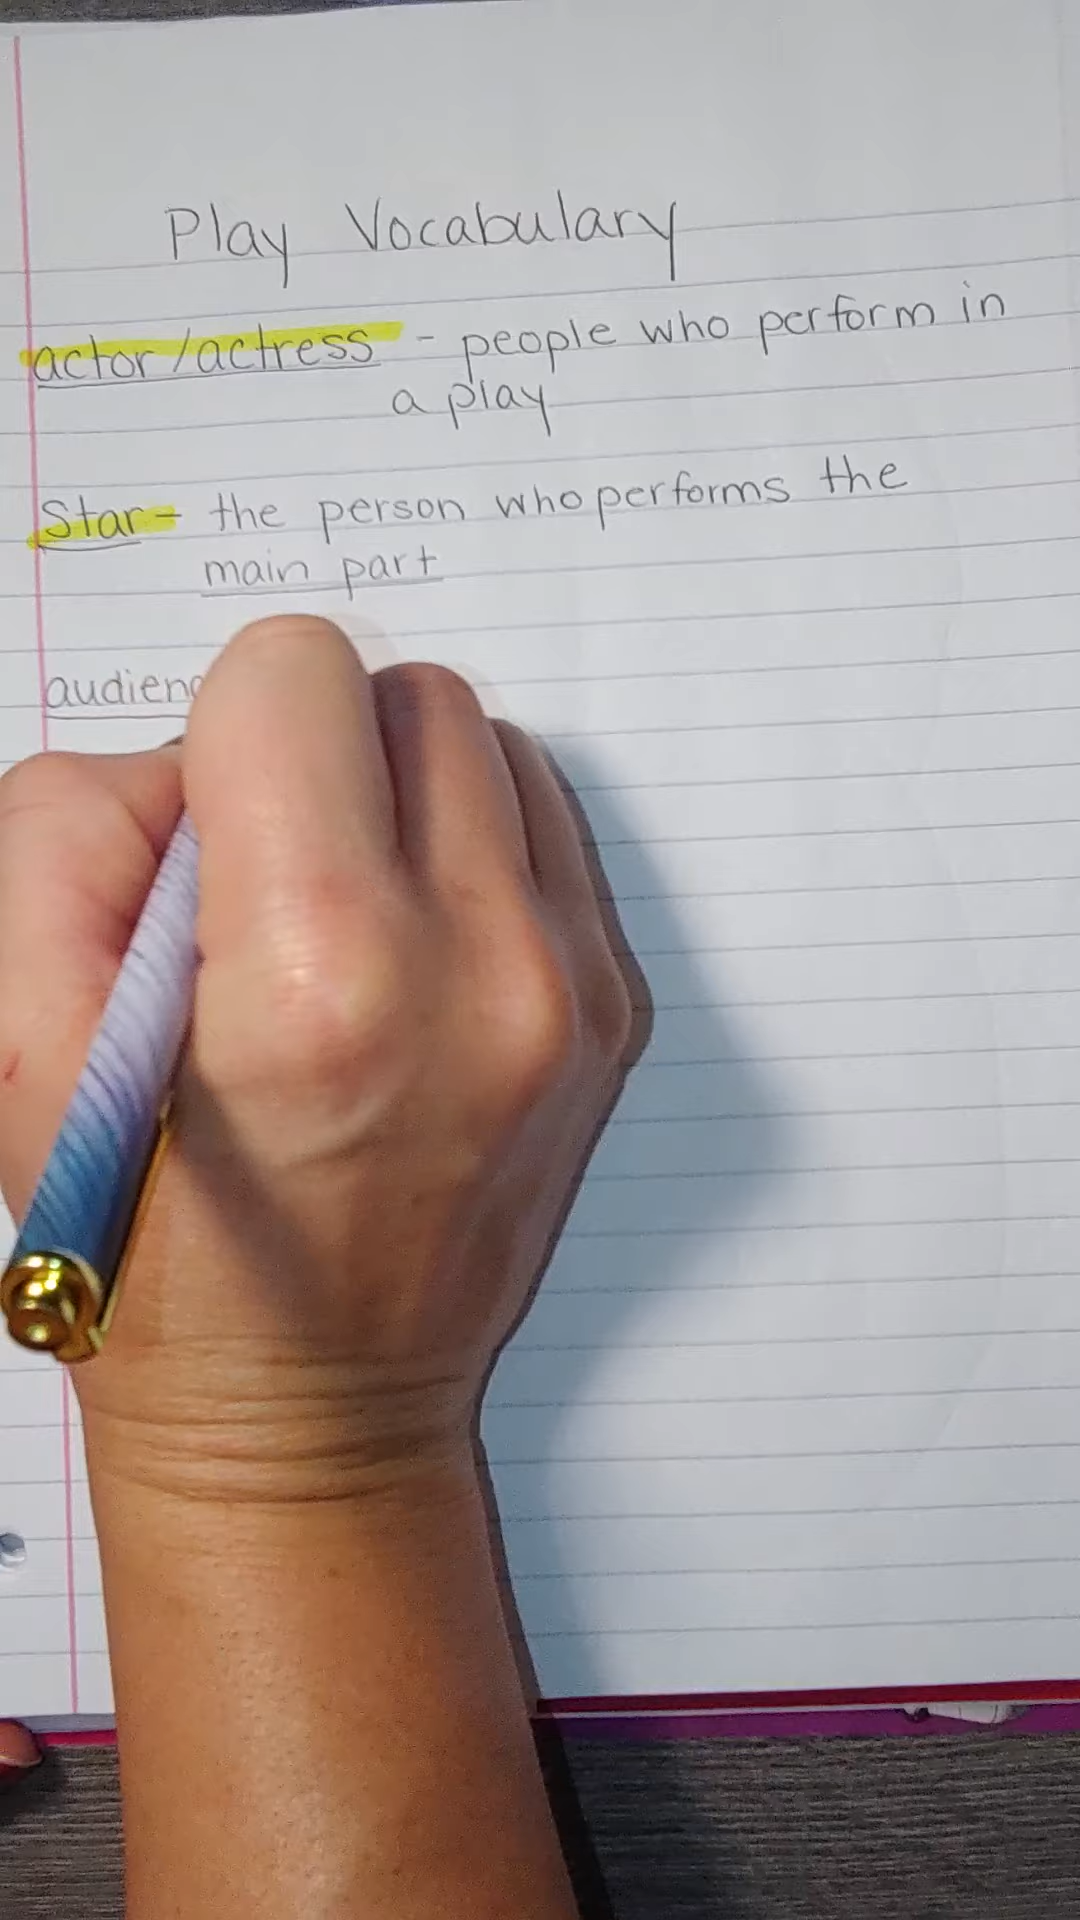 Play Vocabulary
actor/actress - people who perform in
a play
Star - the person who performs the
main part